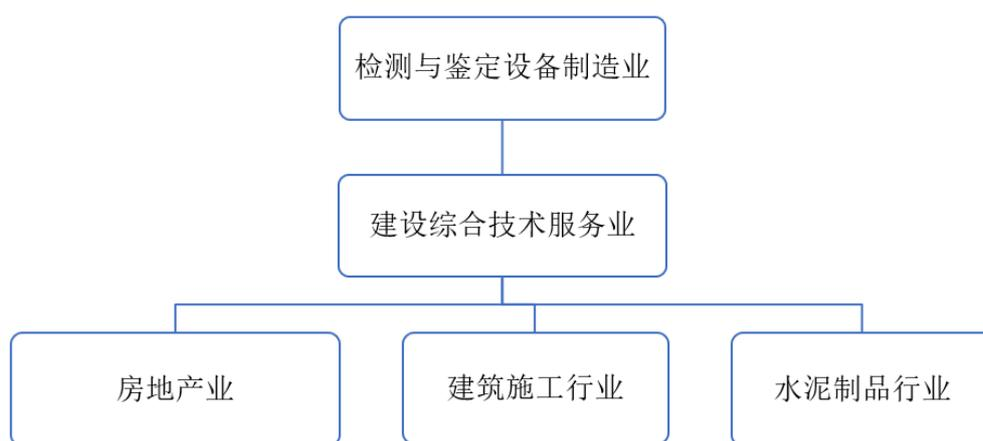 检测与鉴定设备制造业
建设综合技术服务业
房地产业
建筑施工行业
水泥制品行业